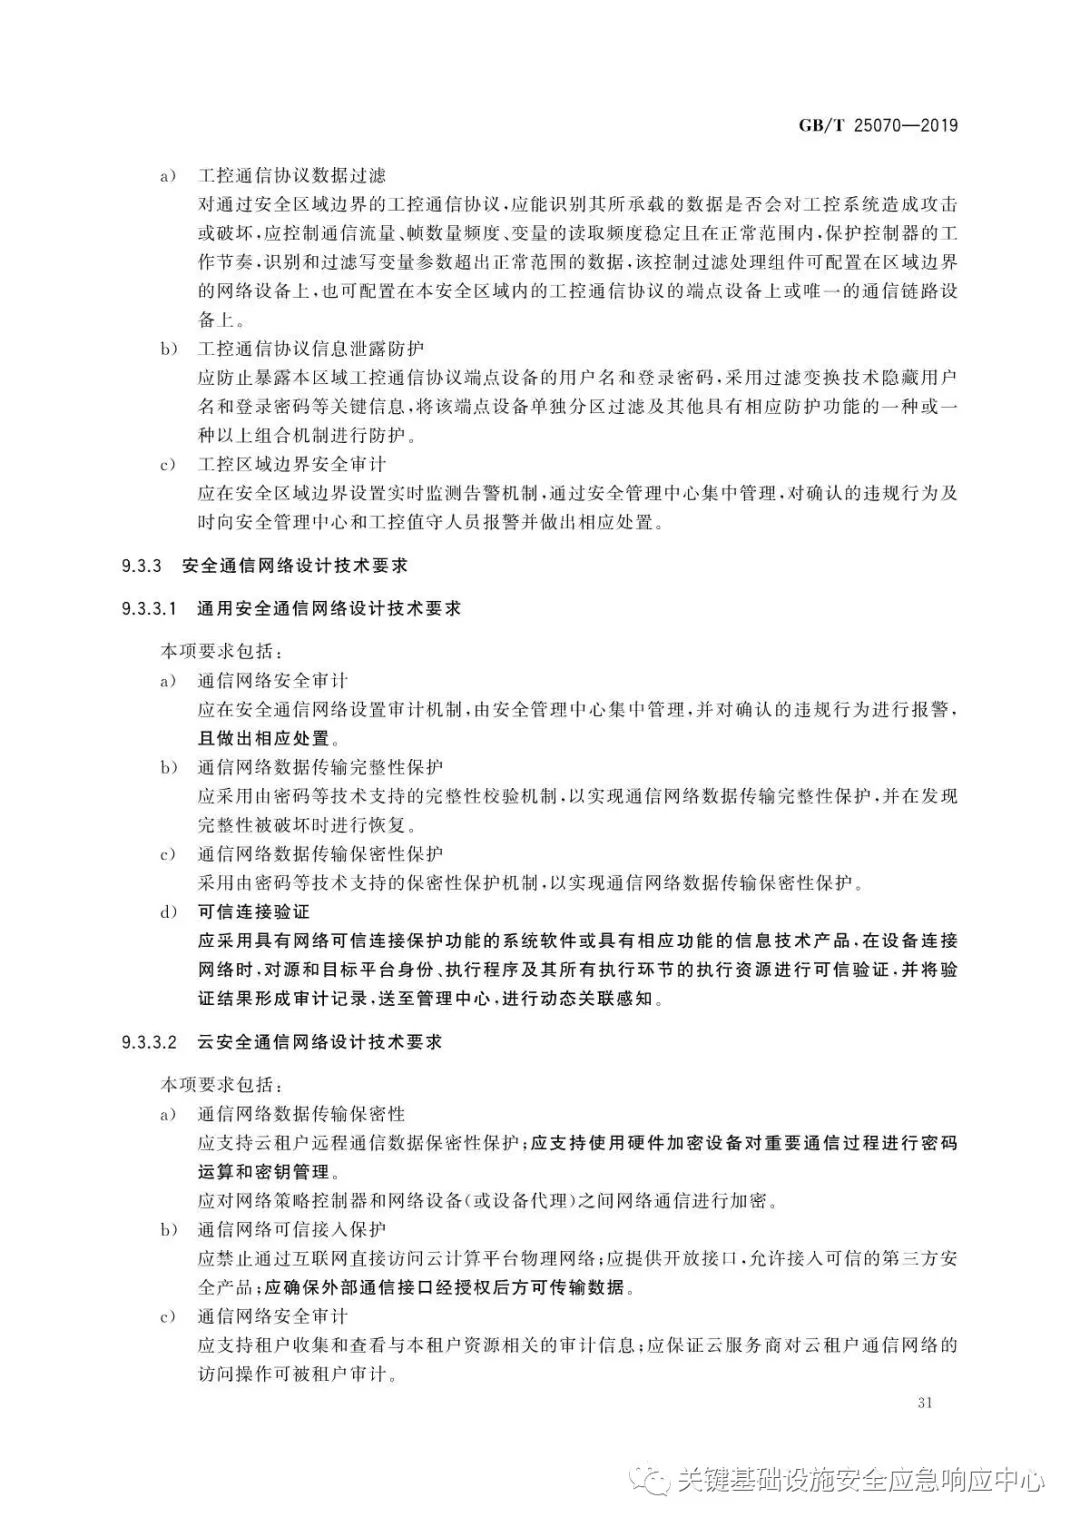 GB/T 25070—2019
a) 工控通信协议数据过滤
对通过安全区域边界的工控通信协议,应能识别其所承载的数据是否会对工控系统造成攻击
或破坏,应控制通信流量、帧数量频度、变量的读取频度稳定且在正常范围内,保护控制器的工
作节奏,识别和过滤写变量参数超出正常范围的数据,该控制过滤处理组件可配置在区域边界
的网络设备上,也可配置在本安全区域内的工控通信协议的端点设备上或唯一的通信链路设
备上。
b) 工控通信协议信息泄露防护
应防止暴露本区域工控通信协议端点设备的用户名和登录密码,采用过滤变换技术隐藏用户
名和登录密码等关键信息,将该端点设备单独分区过滤及其他具有相应防护功能的一种或一
种以上组合机制进行防护。
c) 工控区域边界安全审计
应在安全区域边界设置实时监测告警机制,通过安全管理中心集中管理,对确认的违规行为及
时向安全管理中心和工控值守人员报警并做出相应处置。
9.3.3 安全通信网络设计技术要求
9.3.3.1 通用安全通信网络设计技术要求
本项要求包括:
a) 通信网络安全审计
应在安全通信网络设置审计机制,由安全管理中心集中管理,并对确认的违规行为进行报警,
且做出相应处置。
b) 通信网络数据传输完整性保护
应采用由密码等技术支持的完整性校验机制,以实现通信网络数据传输完整性保护,并在发现
完整性被破坏时进行恢复。
c) 通信网络数据传输保密性保护
采用由密码等技术支持的保密性保护机制,以实现通信网络数据传输保密性保护。
d) 可信连接验证
应采用具有网络可信连接保护功能的系统软件或具有相应功能的信息技术产品,在设备连接
网络时,对源和目标平台身份、执行程序及其所有执行环节的执行资源进行可信验证,并将验
证结果形成审计记录,送至管理中心,进行动态关联感知。
9.3.3.2 云安全通信网络设计技术要求
本项要求包括:
a) 通信网络数据传输保密性
应支持云租户远程通信数据保密性保护;应支持使用硬件加密设备对重要通信过程进行密码
运算和密钥管理。
应对网络策略控制器和网络设备(或设备代理)之间网络通信进行加密。
b) 通信网络可信接入保护
应禁止通过互联网直接访问云计算平台物理网络;应提供开放接口,允许接入可信的第三方安
全产品;应确保外部通信接口经授权后方可传输数据。
c) 通信网络安全审计
应支持租户收集和查看与本租户资源相关的审计信息;应保证云服务商对云租户通信网络的
访问操作可被租户审计。
31
关键基础设施安全应急响应中心